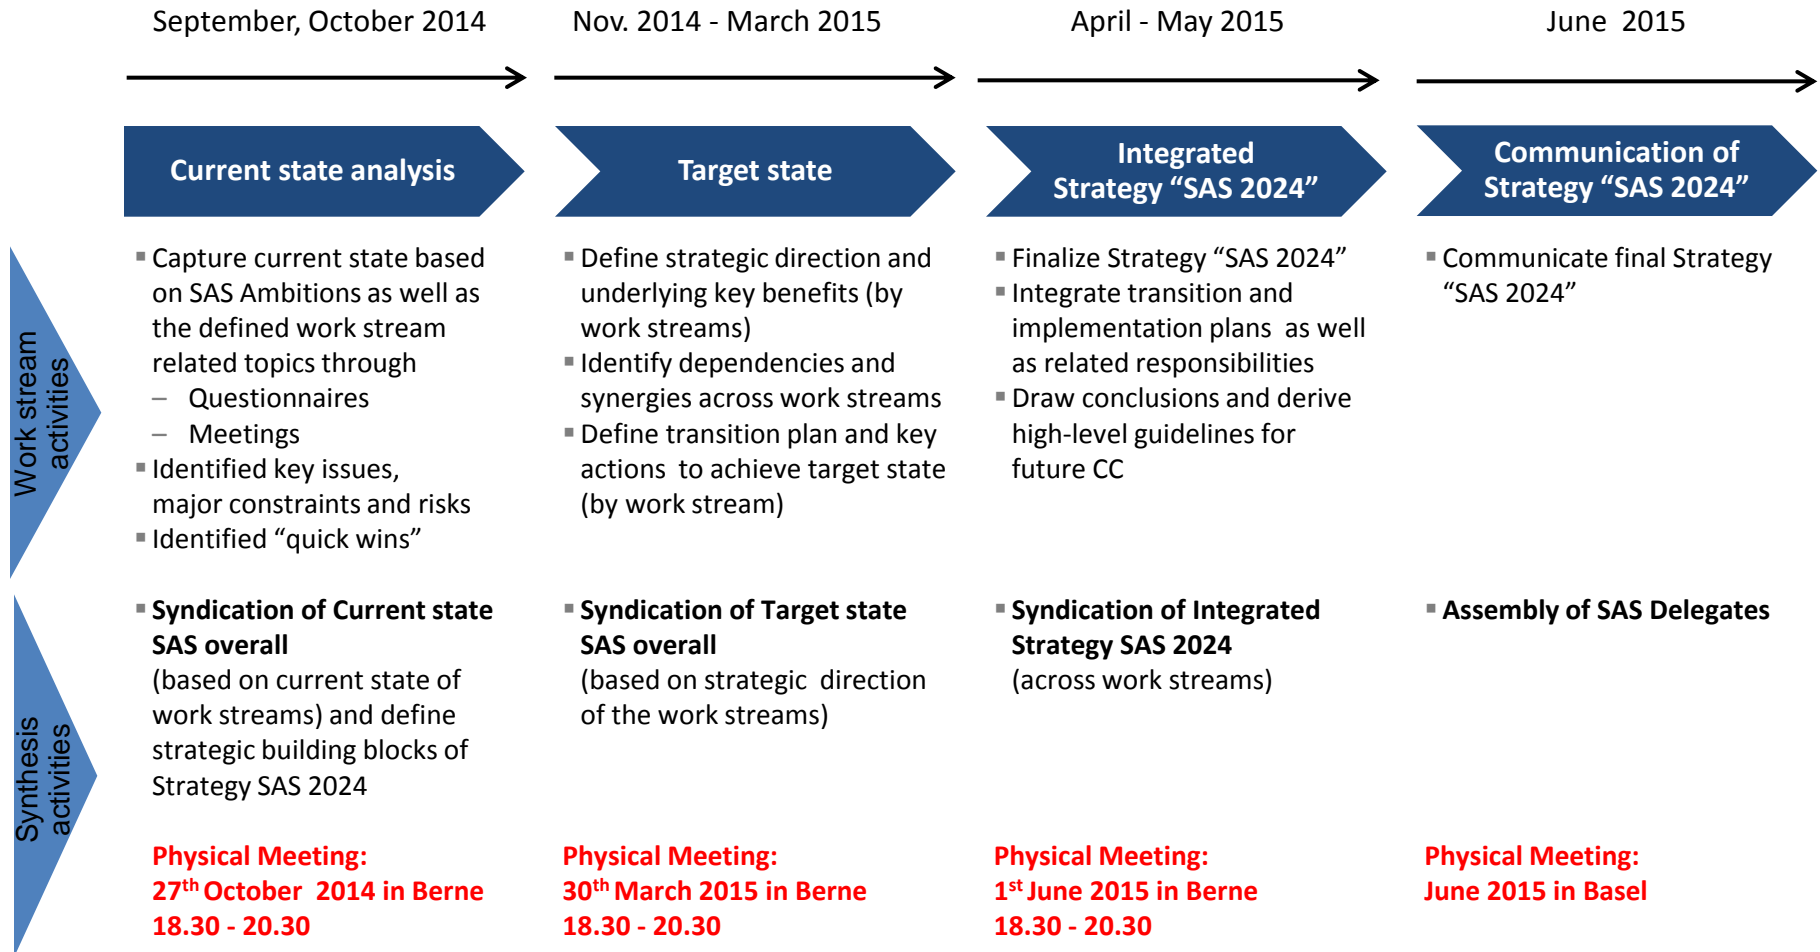 September, October 2014
Nov. 2014 - March 2015
April - May 2015
June 2015
Current state analysis
Target state
Integrated
Strategy “SAS 2024”
Communication of
Strategy “SAS 2024”
Work stream
activities
▪ Capture current state based
on SAS Ambitions as well as
the defined work stream
related topics through
– Questionnaires
– Meetings
▪ Identified key issues,
major constraints and risks
▪ Identified “quick wins”
▪ Define strategic direction and
underlying key benefits (by
work streams)
▪ Identify dependencies and
synergies across work streams
▪ Define transition plan and key
actions to achieve target state
(by work stream)
▪ Finalize Strategy “SAS 2024”
▪ Integrate transition and
implementation plans as well
as related responsibilities
▪ Draw conclusions and derive
high-level guidelines for
future CC
▪ Communicate final Strategy
“SAS 2024”
Synthesis
activities
▪ Syndication of Current state
SAS overall
(based on current state of
work streams) and define
strategic building blocks of
Strategy SAS 2024
▪ Syndication of Target state
SAS overall
(based on strategic direction
of the work streams)
▪ Syndication of Integrated
Strategy SAS 2024
(across work streams)
▪ Assembly of SAS Delegates
Physical Meeting:
27th October 2014 in Berne
18.30 - 20.30
Physical Meeting:
30th March 2015 in Berne
18.30 - 20.30
Physical Meeting:
1st June 2015 in Berne
18.30 - 20.30
Physical Meeting:
June 2015 in Basel